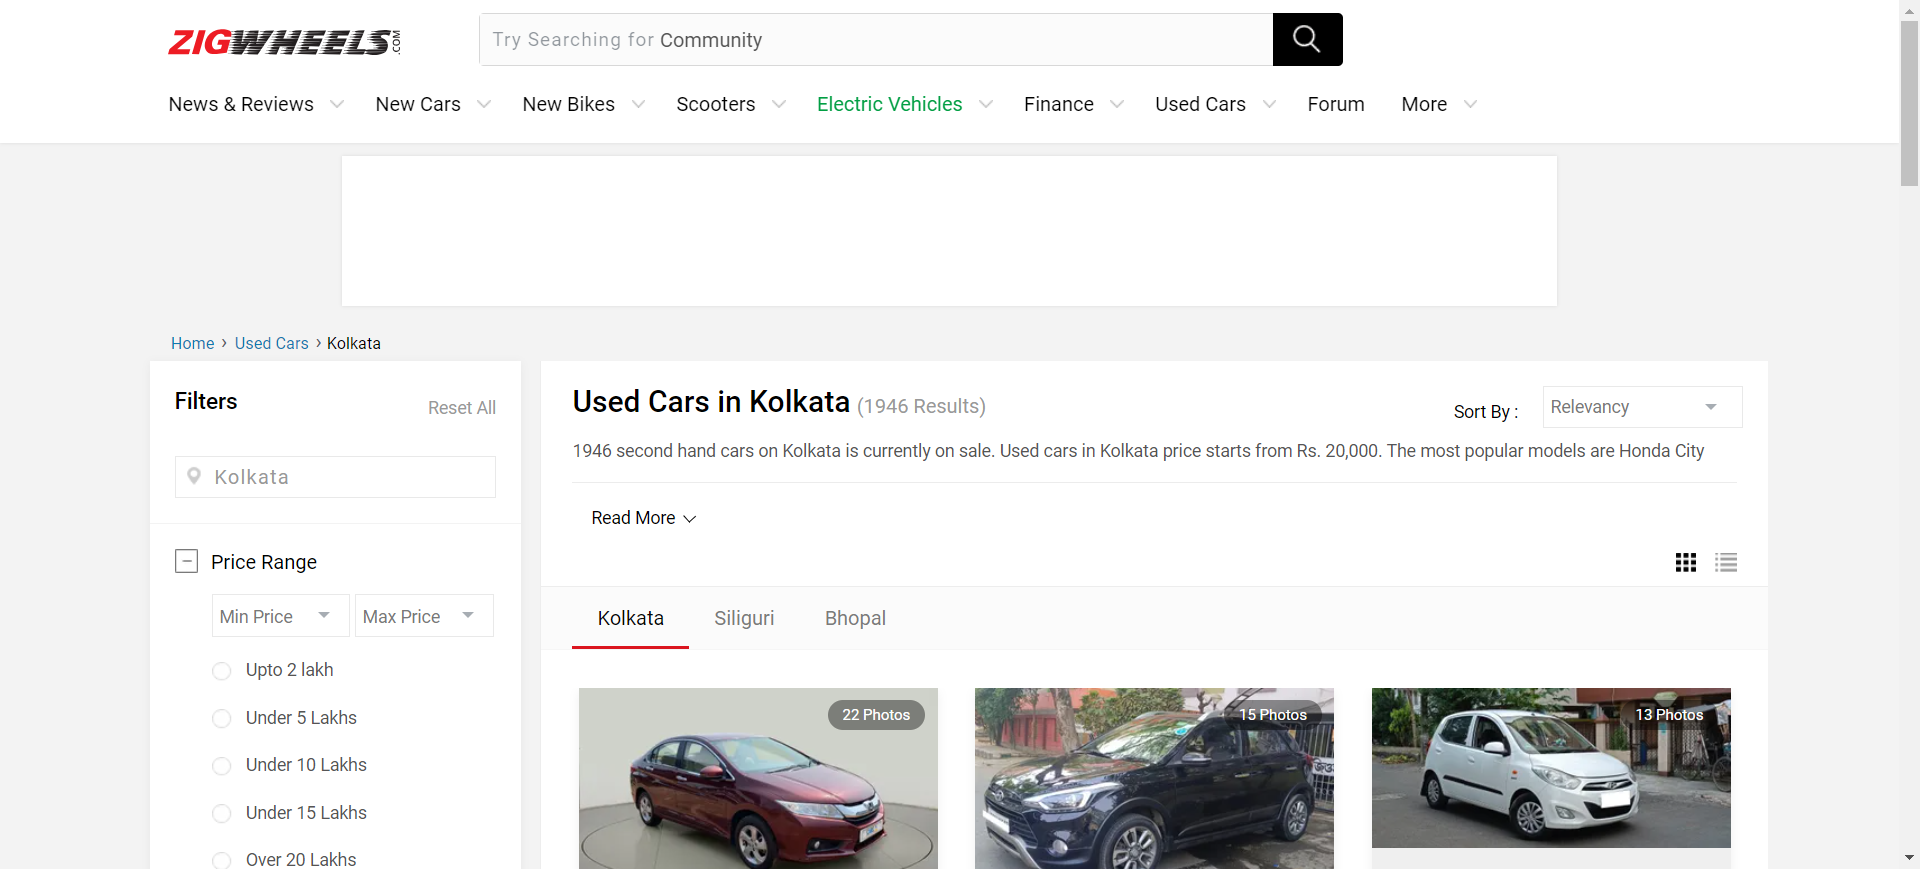 ZIGWHEELS.COM
Try Searching for Community
News & Reviews New Cars New Bikes Scooters Electric Vehicles Finance Used Cars Forum More
Home › Used Cars › Kolkata
Filters
Reset All
Kolkata
Price Range
Min Price Max Price
Upto 2 lakh
Under 5 Lakhs
Under 10 Lakhs
Under 15 Lakhs
Over 20 Lakhs
Used Cars in Kolkata (1946 Results)
Sort By : Relevancy
1946 second hand cars on Kolkata is currently on sale. Used cars in Kolkata price starts from Rs. 20,000. The most popular models are Honda City
Read More
Kolkata Siliguri Bhopal
22 Photos
15 Photos
13 Photos